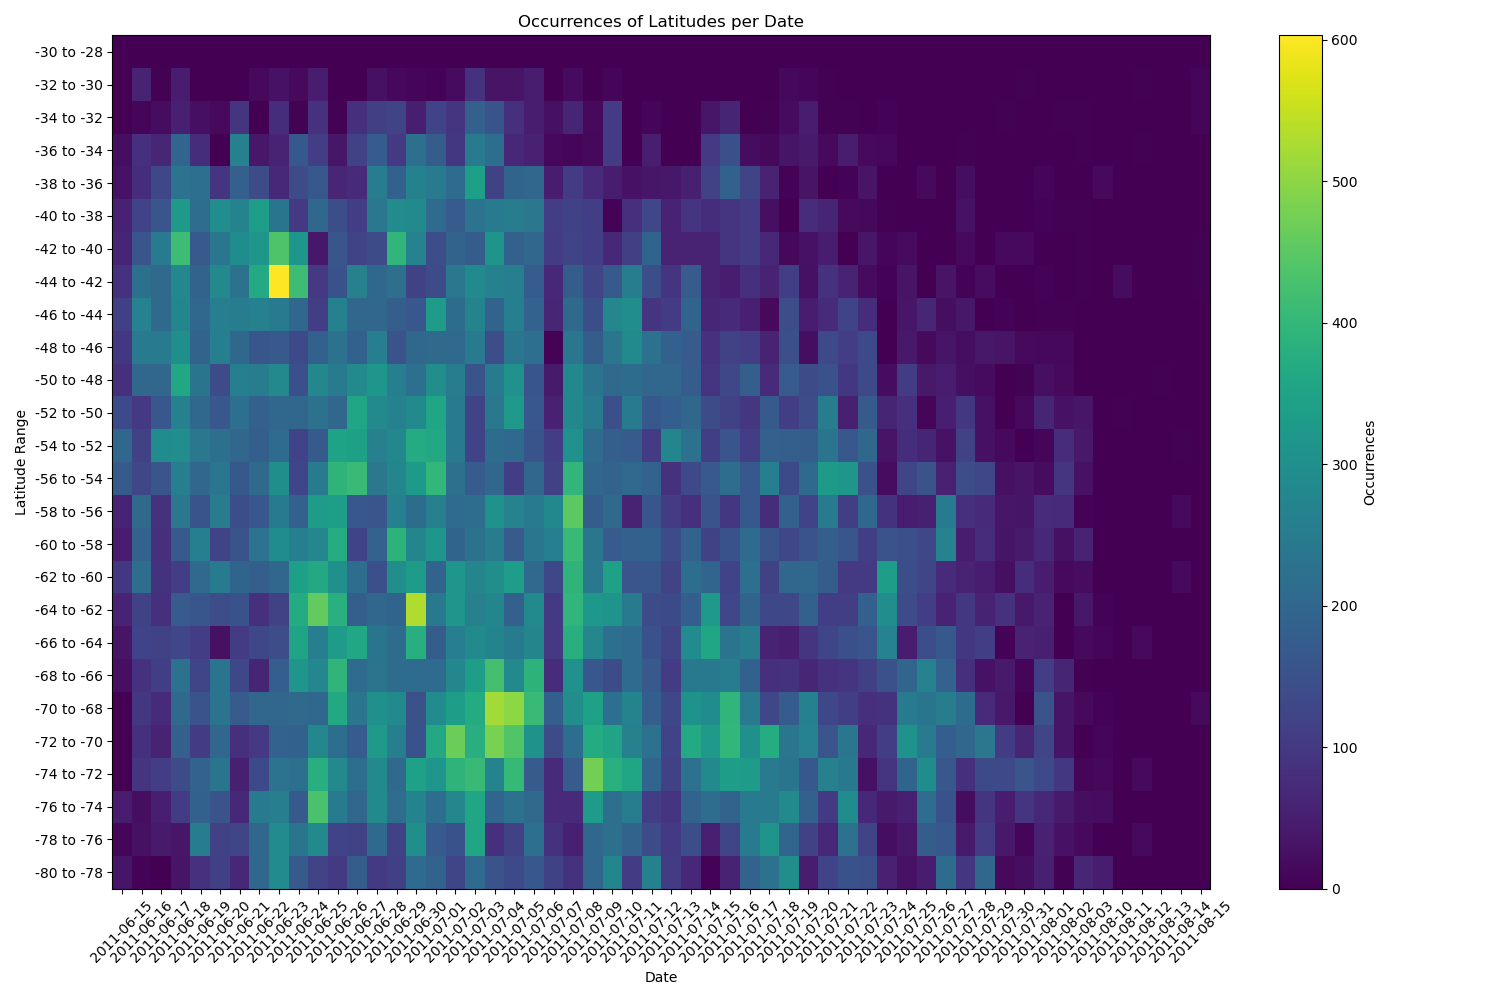 Occurrences of Latitudes per Date
-30 to -28
-32 to -30
-34 to -32
-36 to -34
-38 to -36
-40 to -38
-42 to -40
-44 to -42
-46 to -44
-48 to -46
-50 to -48
-52 to -50
-54 to -52
-56 to -54
-58 to -56
-60 to -58
-62 to -60
-64 to -62
-66 to -64
-68 to -66
-70 to -68
-72 to -70
-74 to -72
-76 to -74
-78 to -76
-80 to -78
Latitude Range
2011-06-15
2011-06-16
2011-06-17
2011-06-18
2011-06-19
2011-06-20
2011-06-21
2011-06-22
2011-06-23
2011-06-24
2011-06-25
2011-06-26
2011-06-27
2011-06-28
2011-06-29
2011-06-30
2011-07-01
2011-07-02
2011-07-03
2011-07-04
2011-07-05
2011-07-06
2011-07-07
2011-07-08
2011-07-09
2011-07-10
2011-07-11
2011-07-12
2011-07-13
2011-07-14
2011-07-15
2011-07-16
2011-07-17
2011-07-18
2011-07-19
2011-07-20
2011-07-21
2011-07-22
2011-07-23
2011-07-24
2011-07-25
2011-07-26
2011-07-27
2011-07-28
2011-07-29
2011-07-30
2011-07-31
2011-08-01
2011-08-02
2011-08-03
2011-08-10
2011-08-11
2011-08-12
2011-08-13
2011-08-14
2011-08-15
Date
600
500
400
300
200
100
0
Occurrences